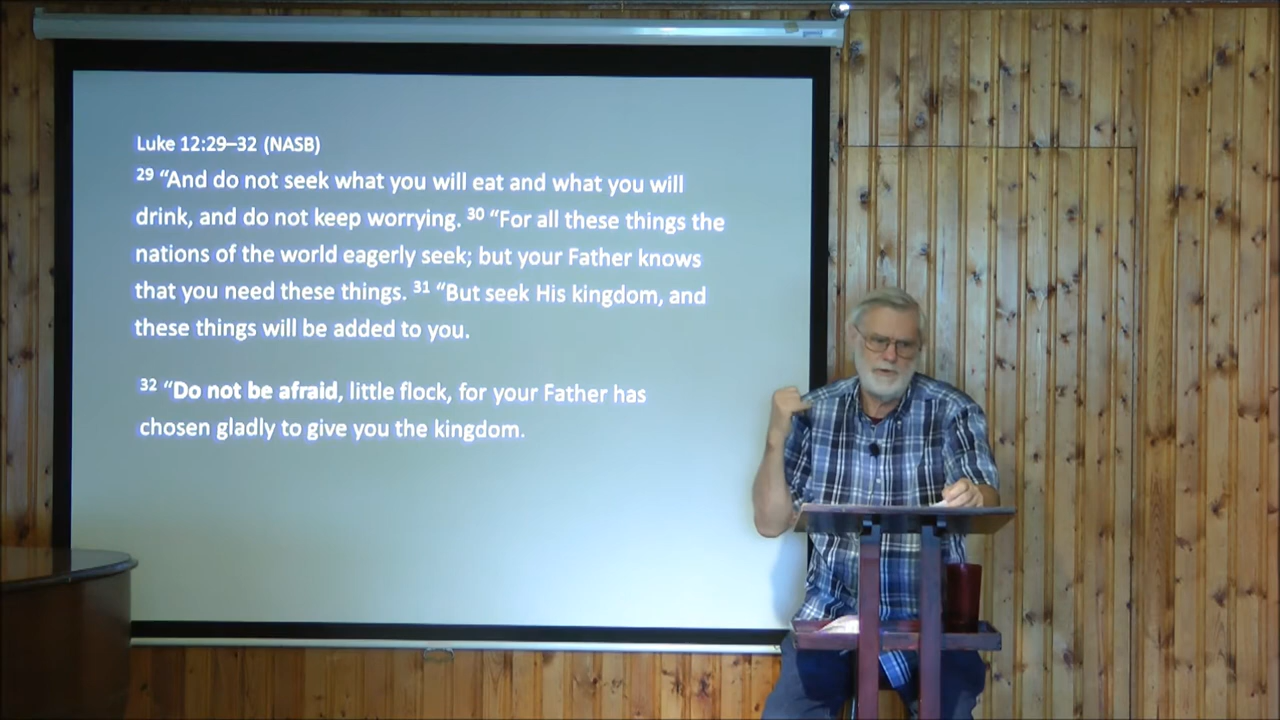 Luke 12:29–32 (NASB)
29 “And do not seek what you will eat and what you will
drink, and do not keep worrying. 30 “For all these things the
nations of the world eagerly seek; but your Father knows
that you need these things. 31 “But seek His kingdom, and
these things will be added to you.
32 “Do not be afraid, little flock, for your Father has
chosen gladly to give you the kingdom.